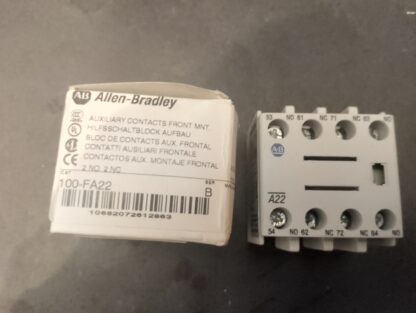 AB Allen-Bradley
AUXILIARY CONTACTS FRONT MNT.
HILFSSCHALTBLOCK AUFBAU
BLOC DE CONTACTS AUX. FRONTAL
CONTATTI AUSILIARI FRONTALE
CONTACTOS AUX. MONTAJE FRONTAL
2 NO, 2 NC
CAT
100-FA22
SER.
B
10662072612863
53 NO 61 NC 71 NC 83 NO
AB
A22
54 NO 62 NC 72 NC 84 NO